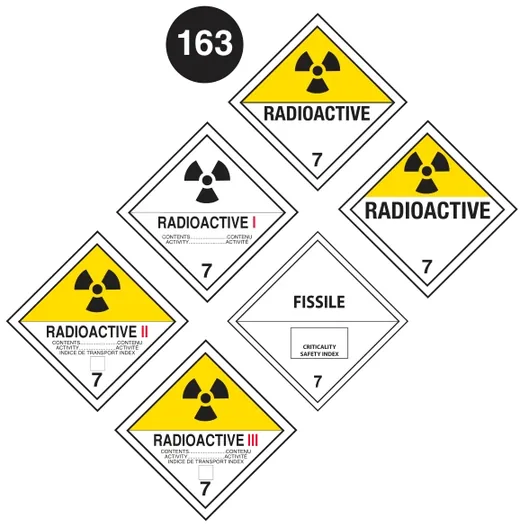 163
RADIOACTIVE
7
RADIOACTIVE
7
RADIOACTIVE I
CONTENTS....................CONTENU
ACTIVITY....................ACTIVITÉ
7
FISSILE
CRITICALITY
SAFETY INDEX
7
RADIOACTIVE II
CONTENTS....................CONTENU
ACTIVITY....................ACTIVITÉ
INDICE DE TRANSPORT INDEX
7
RADIOACTIVE III
CONTENTS....................CONTENU
ACTIVITY....................ACTIVITÉ
INDICE DE TRANSPORT INDEX
7